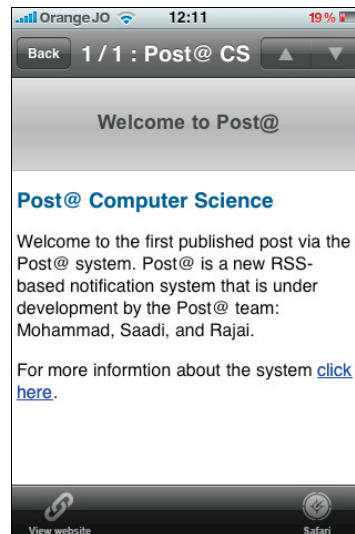 Orange JO 12:11 19 %
Back 1 / 1 : Post@ CS
Welcome to Post@
Post@ Computer Science
Welcome to the first published post via the
Post@ system. Post@ is a new RSS-
based notification system that is under
development by the Post@ team:
Mohammad, Saadi, and Rajai.
For more informtion about the system click
here.
View website Safari